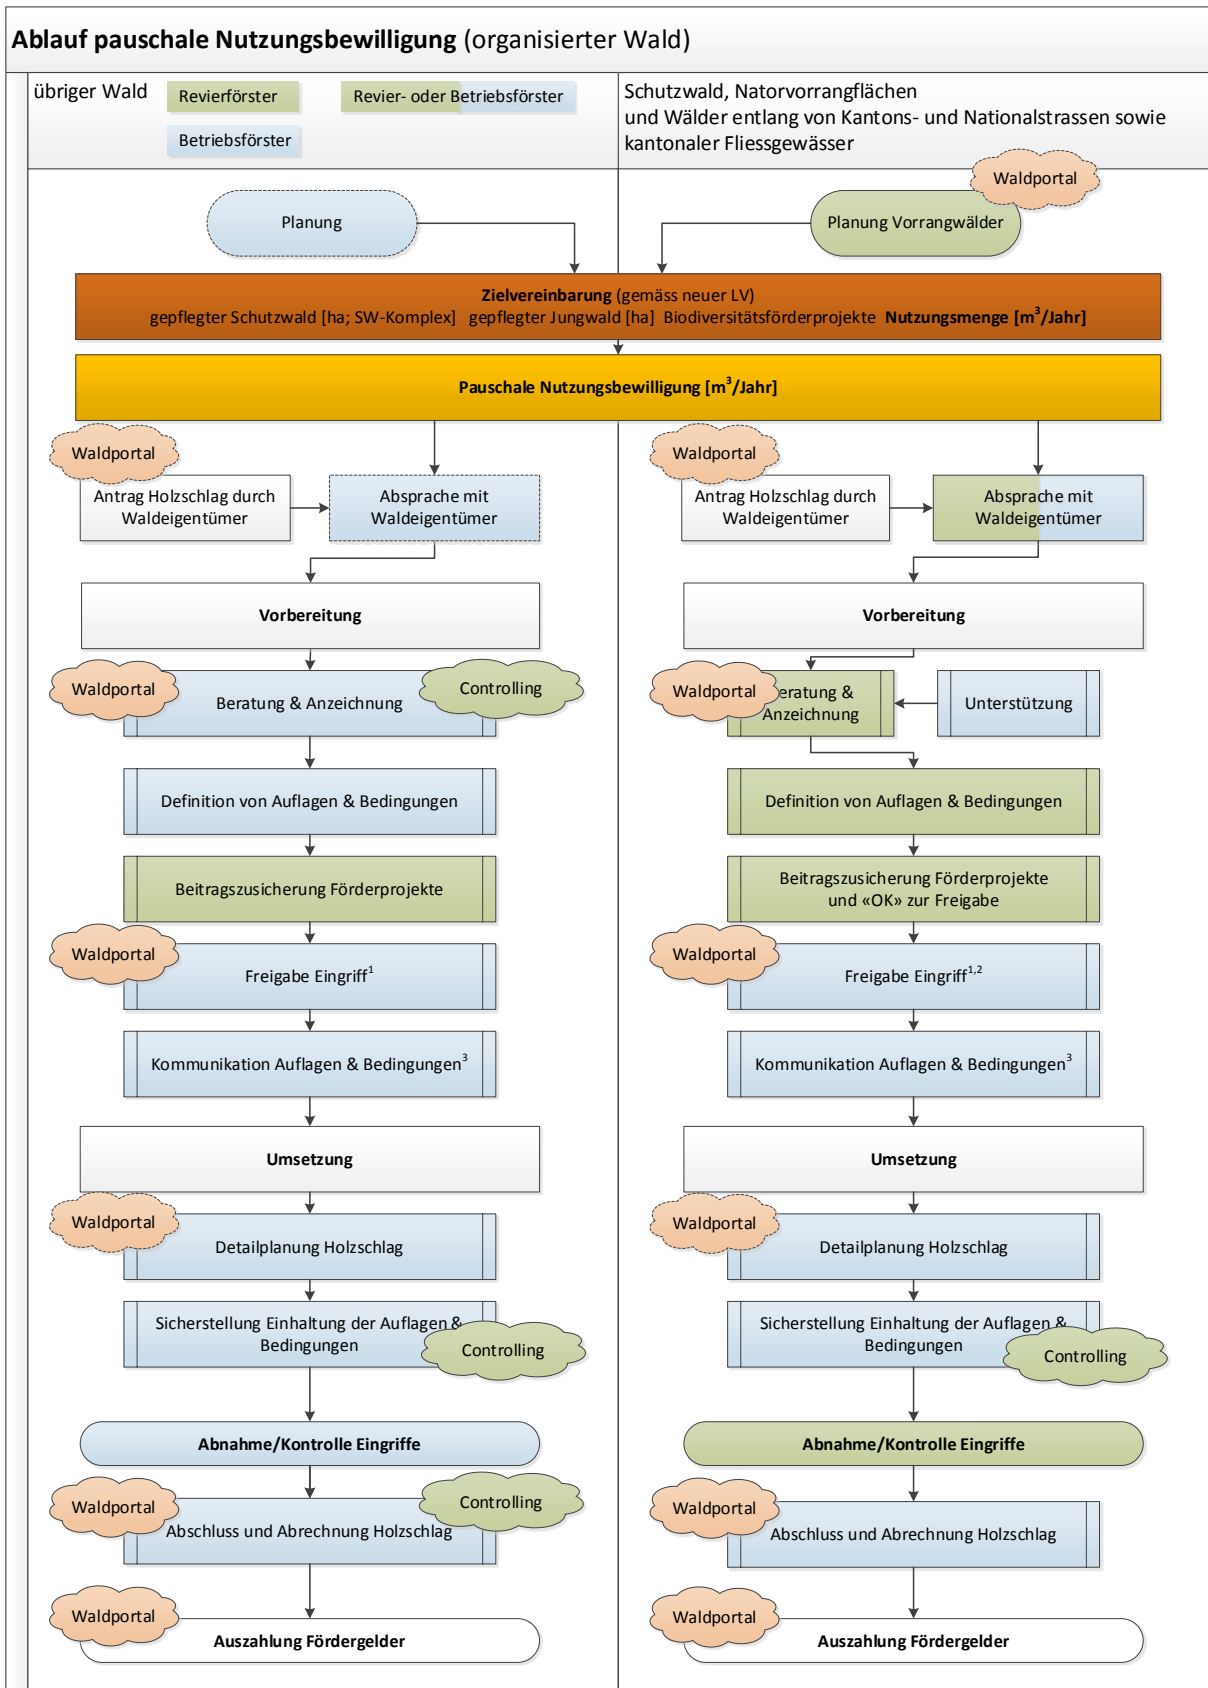 Ablauf pauschale Nutzungsbewilligung (organisierter Wald)
übriger Wald
Revierförster
Revier- oder Betriebsförster
Betriebsförster
Schutzwald, Natorvorrangflächen
und Wälder entlang von Kantons- und Nationalstrassen sowie
kantonaler Fliessgewässer
Waldportal
Planung
Planung Vorrangwälder
Zielvereinbarung (gemäss neuer LV)
gepflegter Schutzwald [ha; SW-Komplex] gepflegter Jungwald [ha] Biodiversitätsförderprojekte Nutzungsmenge [m³/Jahr]
Pauschale Nutzungsbewilligung [m³/Jahr]
Waldportal
Antrag Holzschlag durch
Waldeigentümer
Absprache mit
Waldeigentümer
Waldportal
Antrag Holzschlag durch
Waldeigentümer
Absprache mit
Waldeigentümer
Vorbereitung
Vorbereitung
Waldportal
Beratung & Anzeichnung
Controlling
Waldportal
Beratung &
Anzeichnung
Unterstützung
Definition von Auflagen & Bedingungen
Definition von Auflagen & Bedingungen
Beitragszusicherung Förderprojekte
Beitragszusicherung Förderprojekte
und «OK» zur Freigabe
Waldportal
Freigabe Eingriff¹
Waldportal
Freigabe Eingriff¹,²
Kommunikation Auflagen & Bedingungen³
Kommunikation Auflagen & Bedingungen³
Umsetzung
Umsetzung
Waldportal
Detailplanung Holzschlag
Waldportal
Detailplanung Holzschlag
Sicherstellung Einhaltung der Auflagen &
Bedingungen
Controlling
Sicherstellung Einhaltung der Auflagen &
Bedingungen
Controlling
Abnahme/Kontrolle Eingriffe
Abnahme/Kontrolle Eingriffe
Waldportal
Controlling
Abschluss und Abrechnung Holzschlag
Waldportal
Abschluss und Abrechnung Holzschlag
Waldportal
Auszahlung Fördergelder
Waldportal
Auszahlung Fördergelder